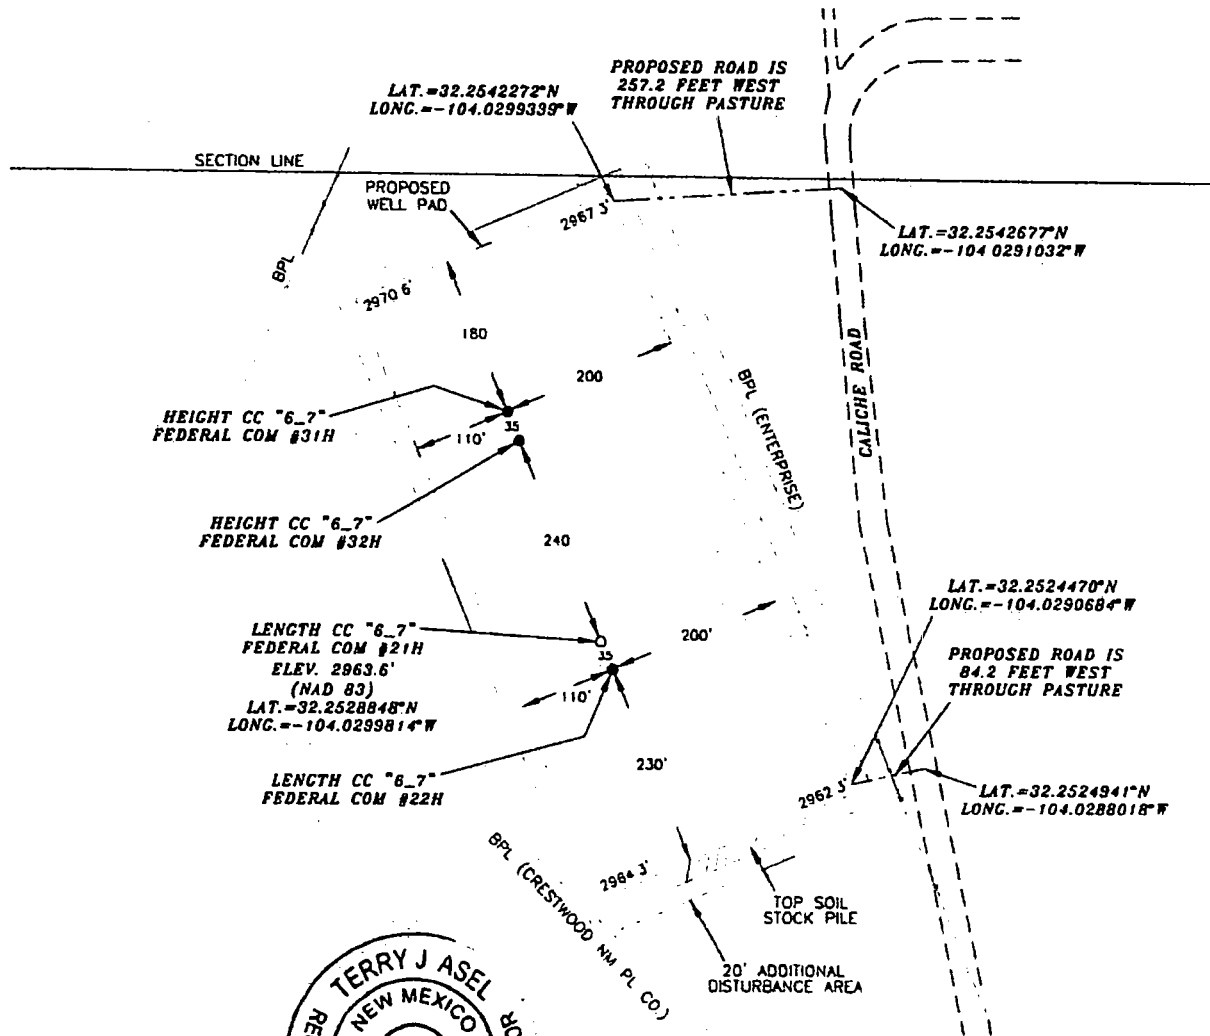 PROPOSED ROAD IS
257.2 FEET WEST
THROUGH PASTURE
LAT.=32.2542272°N
LONG.=-104.0299339°W
SECTION LINE
PROPOSED
WELL PAD
2967 3'
LAT.=32.2542677°N
LONG.=-104 0291032°W
BPL
2970 6'
180
200
CALICHE ROAD
BPL (ENTERPRISE)
HEIGHT CC "6_7"
FEDERAL COM #31H
35
110'
HEIGHT CC "6_7"
FEDERAL COM #32H
240
LAT.=32.2524470°N
LONG.=-104.0290684°W
LENGTH CC "6_7"
FEDERAL COM #21H
ELEV. 2963.6'
(NAD 83)
LAT.=32.2528848°N
LONG.=-104.0299814°W
200'
35
110'
PROPOSED ROAD IS
84.2 FEET WEST
THROUGH PASTURE
LENGTH CC "6_7"
FEDERAL COM #22H
230'
2962 3'
LAT.=32.2524941°N
LONG.=-104.0288018°W
BPL (CRESTWOOD NM PL CO.)
2964 3'
TOP SOIL
STOCK PILE
20' ADDITIONAL
DISTURBANCE AREA
TERRY J ASEL
NEW MEXICO